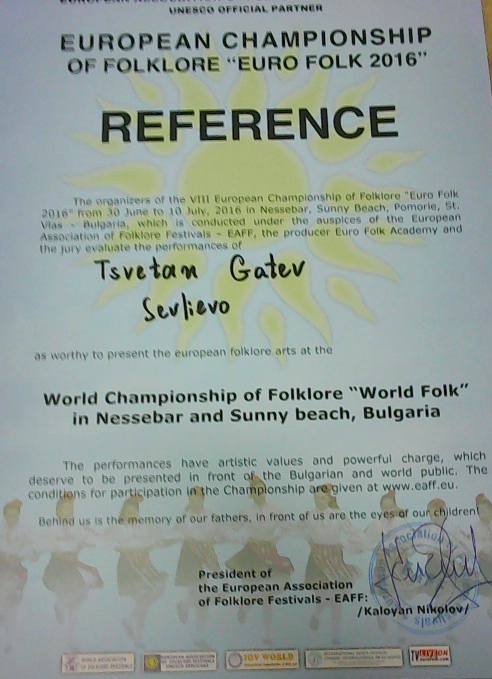 UNESCO OFFICIAL PARTNER
EUROPEAN CHAMPIONSHIP
OF FOLKLORE "EURO FOLK 2016"
REFERENCE
The organizers of the VIII European Championship of Folklore "Euro Folk
2016" from 30 June to 10 July, 2016 in Nessebar, Sunny Beach, Pomorie, St.
Vlas - Bulgaria, which is conducted under the auspices of the European
Association of Folklore Festivals - EAFF, the producer Euro Folk Academy and
the jury evaluate the performances of
Tsvetan Gatev
Sevlievo
as worthy to present the european folklore arts at the
World Championship of Folklore "World Folk"
in Nessebar and Sunny beach, Bulgaria
The performances have artistic values and powerful charge, which
deserve to be presented in front of the Bulgarian and world public. The
conditions for participation in the Championship are given at www.eaff.eu.
Behind us is the memory of our fathers, in front of us are the eyes of our children!
President of
the European Association
of Folklore Festivals - EAFF:
/Kaloyan Nikolov/